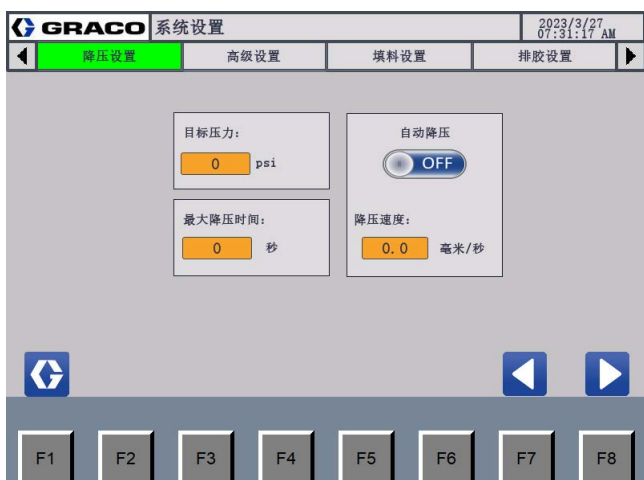 GRACO 系统设置 2023/3/27
07:31:17 AM
降压设置 高级设置 填料设置 排胶设置
目标压力: 自动降压
0 psi OFF
最大降压时间: 降压速度:
0 秒 0.0 毫米/秒
F1 F2 F3 F4 F5 F6 F7 F8